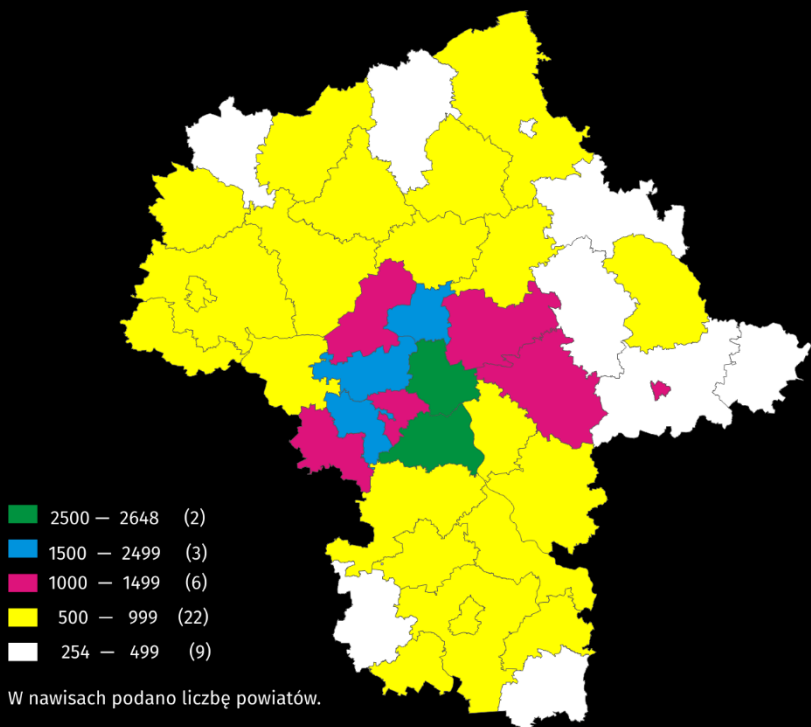 2500 — 2648 (2)
1500 — 2499 (3)
1000 — 1499 (6)
500 — 999 (22)
254 — 499 (9)
W nawisach podano liczbę powiatów.